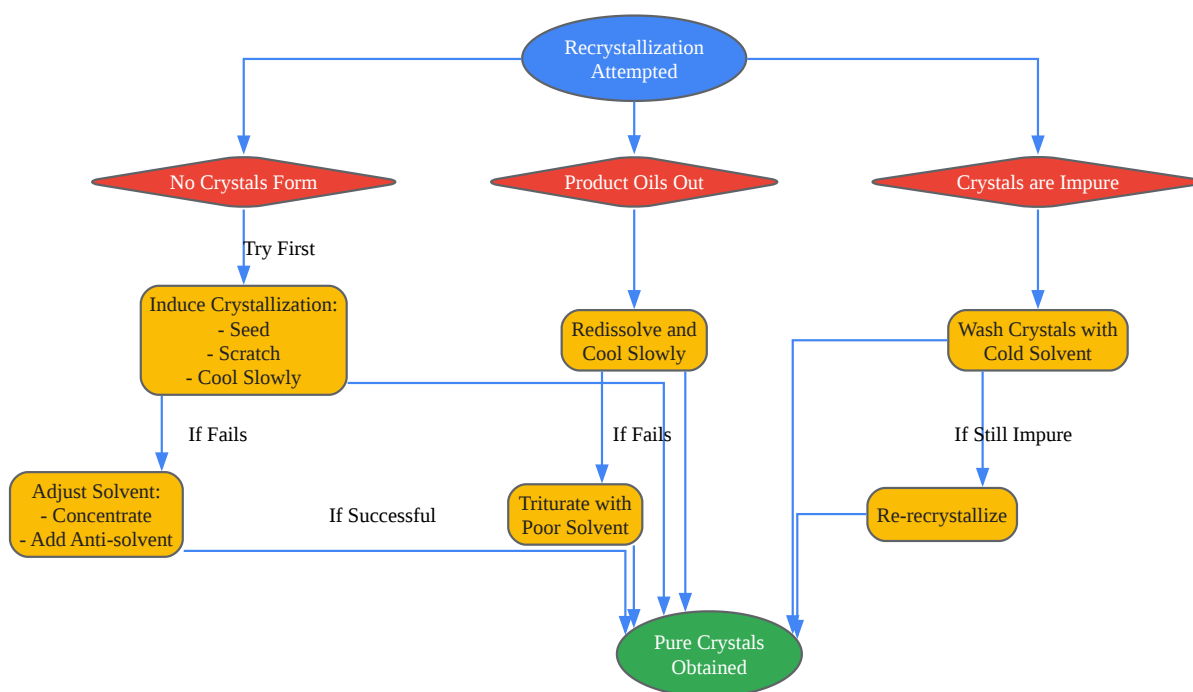 Recrystallization
Attempted
No Crystals Form
Product Oils Out
Crystals are Impure
Try First
Induce Crystallization:
- Seed
- Scratch
- Cool Slowly
Redissolve and
Cool Slowly
Wash Crystals with
Cold Solvent
If Fails
If Fails
If Still Impure
Adjust Solvent:
- Concentrate
- Add Anti-solvent
If Successful
Triturate with
Poor Solvent
Re-recrystallize
Pure Crystals
Obtained